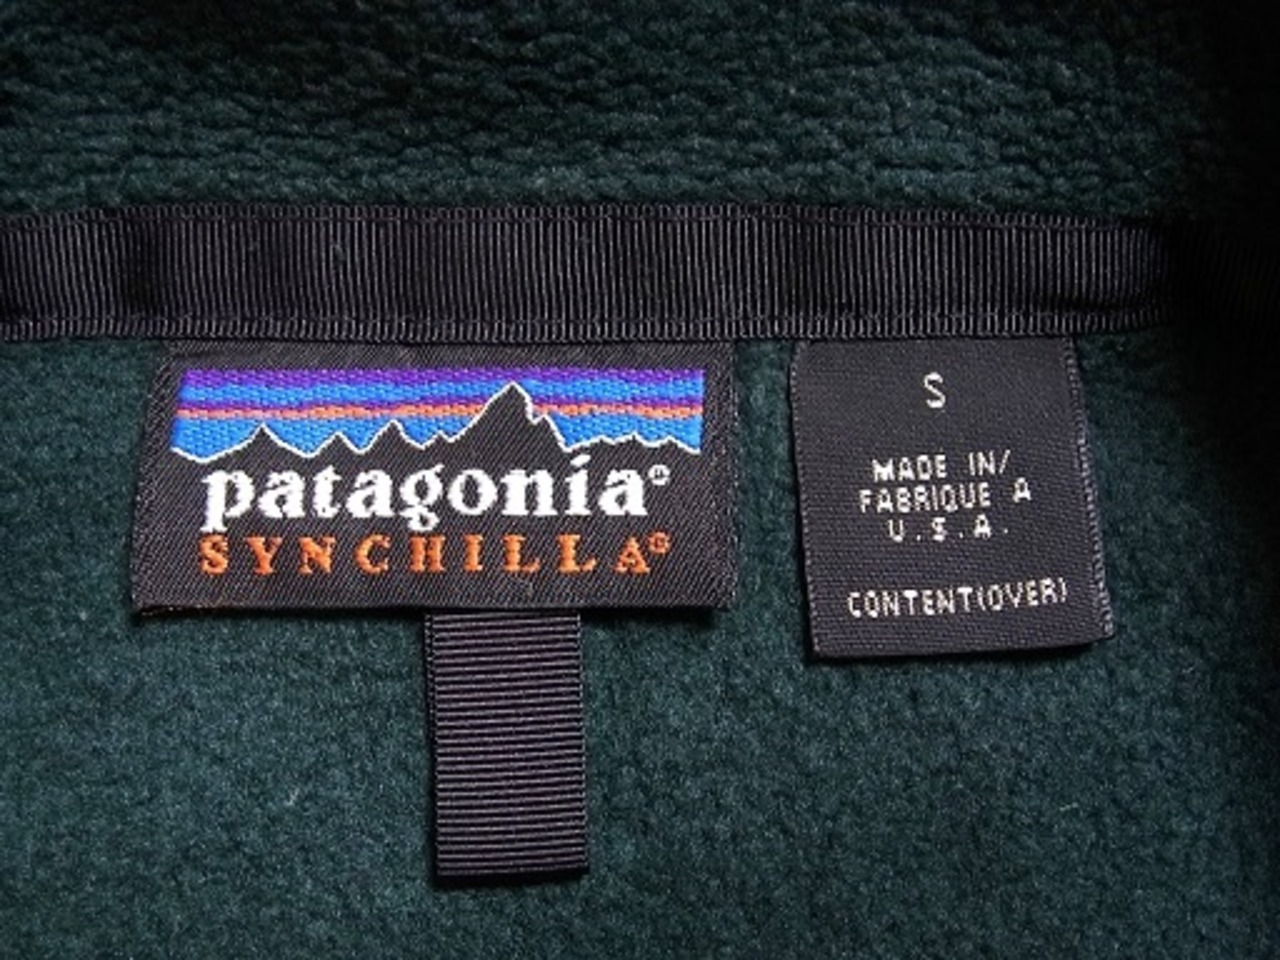 patagonia®
SYNCHILLA®
S
MADE IN/
FABRIQUE A
U.S.A.
CONTENT(OVER)